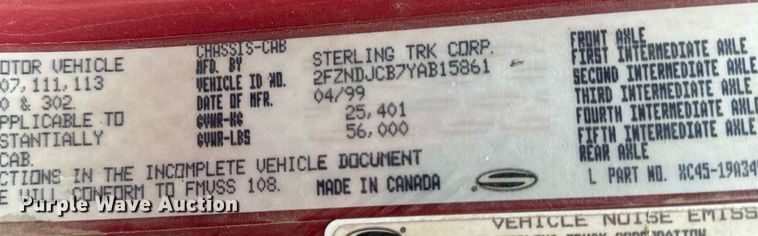 CHASSIS-CAB
OTOR VEHICLE MFD. BY STERLING TRK CORP.
07, 111, 113 VEHICLE ID NO. 2FZNDJCB7YAB15861
0 & 302. DATE OF MFR. 04/99
PPLICABLE TO GVWR-KG 25,401
STANTIALLY GVWR-LBS 56,000
CAB.
CTIONS IN THE INCOMPLETE VEHICLE DOCUMENT
E WILL CONFORM TO FMVSS 108. MADE IN CANADA
FRONT AXLE
FIRST INTERMEDIATE AXLE
SECOND INTERMEDIATE AXLE
THIRD INTERMEDIATE AXLE
FOURTH INTERMEDIATE AXLE
FIFTH INTERMEDIATE AXLE
REAR AXLE
L PART NO. XC45-19A34
Purple Wave Auction
VEHICLE NOISE EMISS
TRUCK CORPORATION